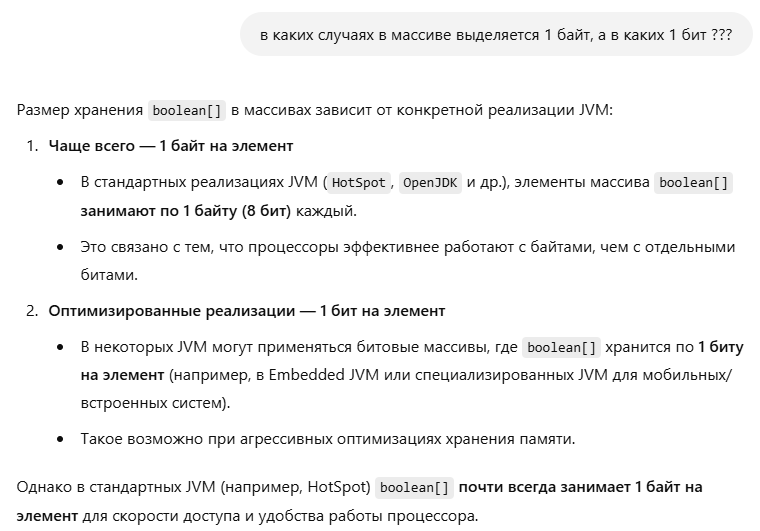 в каких случаях в массиве выделяется 1 байт, а в каких 1 бит ???
Размер хранения boolean[] в массивах зависит от конкретной реализации JVM:
1. Чаще всего — 1 байт на элемент
• В стандартных реализациях JVM (HotSpot, OpenJDK и др.), элементы массива boolean[]
занимают по 1 байту (8 бит) каждый.
• Это связано с тем, что процессоры эффективнее работают с байтами, чем с отдельными
битами.
2. Оптимизированные реализации — 1 бит на элемент
• В некоторых JVM могут применяться битовые массивы, где boolean[] хранится по 1 биту
на элемент (например, в Embedded JVM или специализированных JVM для мобильных/
встроенных систем).
• Такое возможно при агрессивных оптимизациях хранения памяти.
Однако в стандартных JVM (например, HotSpot) boolean[] почти всегда занимает 1 байт на
элемент для скорости доступа и удобства работы процессора.